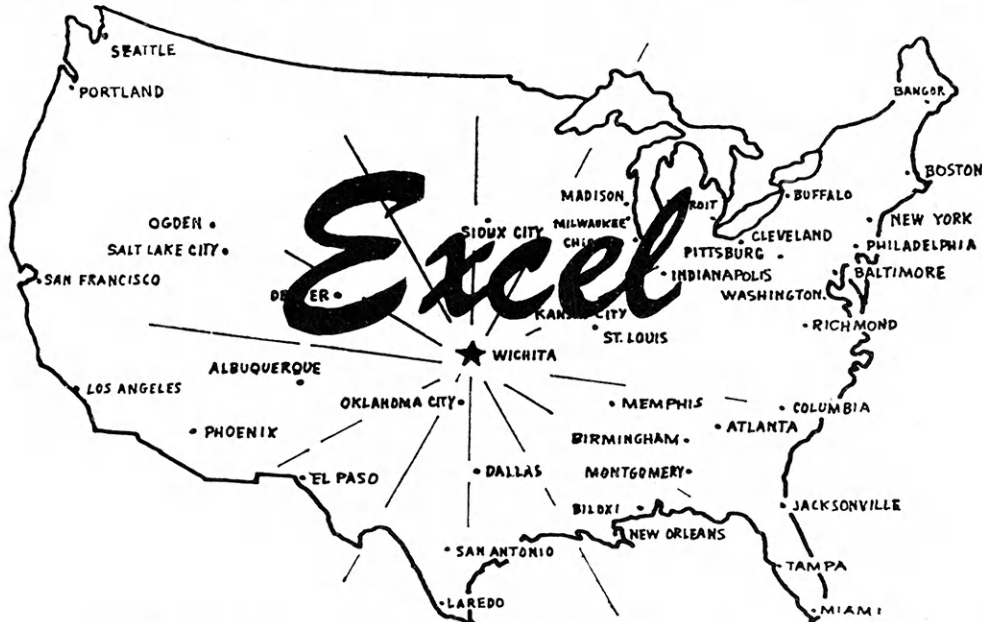 SEATTLE
PORTLAND
BANGOR
BOSTON
MADISON
BUFFALO
Excel
OGDEN
SIOUX CITY
MILWAUKEE
NEW YORK
CLEVELAND
SALT LAKE CITY
PITTSBURG
PHILADELPHIA
SAN FRANCISCO
INDIANAPOLIS
BALTIMORE
WASHINGTON.
KANSAS CITY
RICHMOND
ST. LOUIS
WICHITA
ALBUQUERQUE
LOS ANGELES
OKLAHOMA CITY
MEMPHIS
COLUMBIA
PHOENIX
ATLANTA
BIRMINGHAM
EL PASO
DALLAS
MONTGOMERY
BILOXI
JACKSONVILLE
NEW ORLEANS
SAN ANTONIO
TAMPA
LAREDO
MIAMI